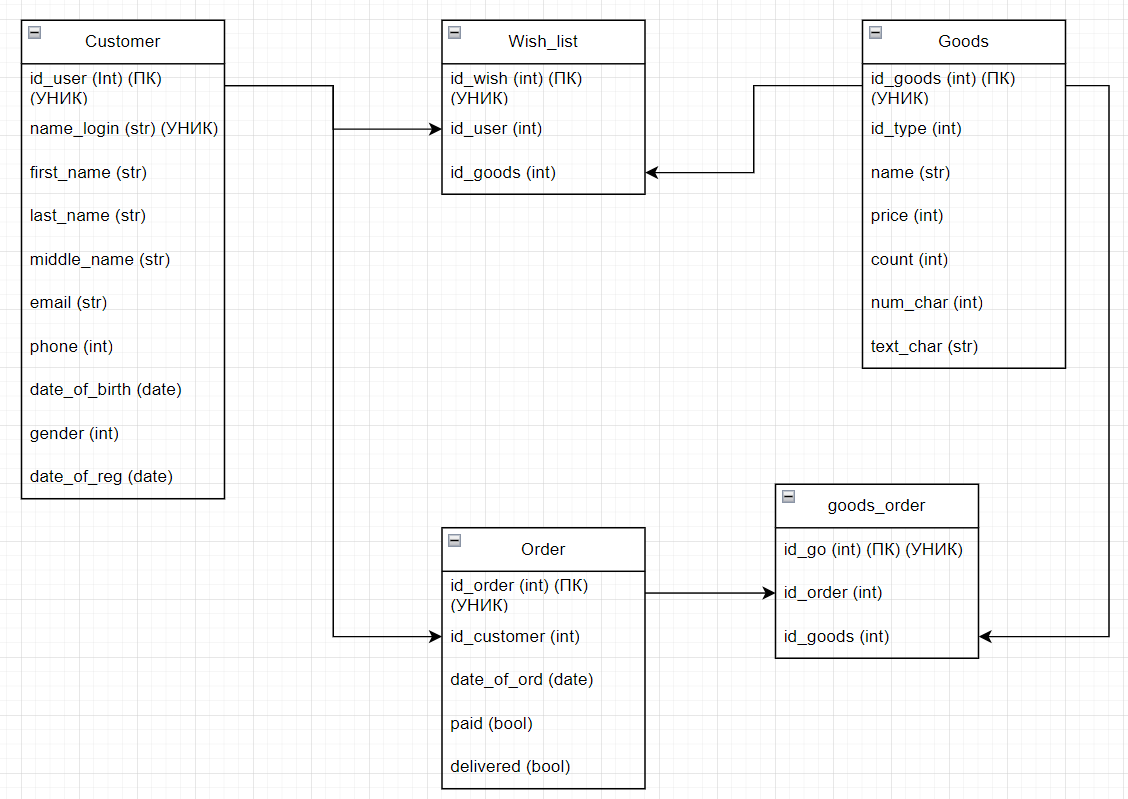 Customer
id_user (Int) (ПК)
(УНИК)
name_login (str) (УНИК)
first_name (str)
last_name (str)
middle_name (str)
email (str)
phone (int)
date_of_birth (date)
gender (int)
date_of_reg (date)
Wish_list
id_wish (int) (ПК)
(УНИК)
id_user (int)
id_goods (int)
Goods
id_goods (int) (ПК)
(УНИК)
id_type (int)
name (str)
price (int)
count (int)
num_char (int)
text_char (str)
Order
id_order (int) (ПК)
(УНИК)
id_customer (int)
date_of_ord (date)
paid (bool)
delivered (bool)
goods_order
id_go (int) (ПК) (УНИК)
id_order (int)
id_goods (int)